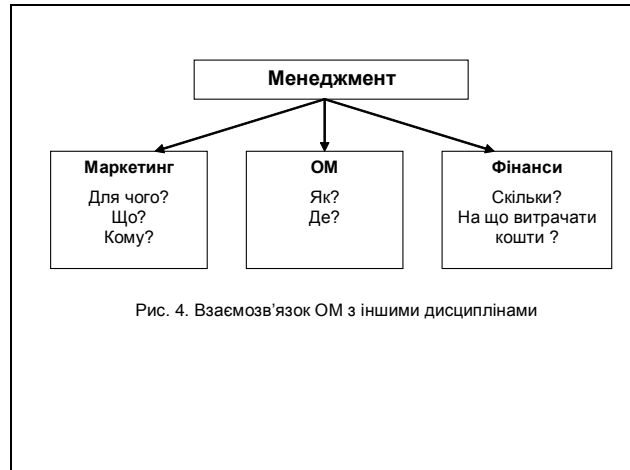 Менеджмент
Маркетинг
Для чого?
Що?
Кому?
ОМ
Як?
Де?
Фінанси
Скільки?
На що витрачати
кошти ?
Рис. 4. Взаємозв’язок ОМ з іншими дисциплінами